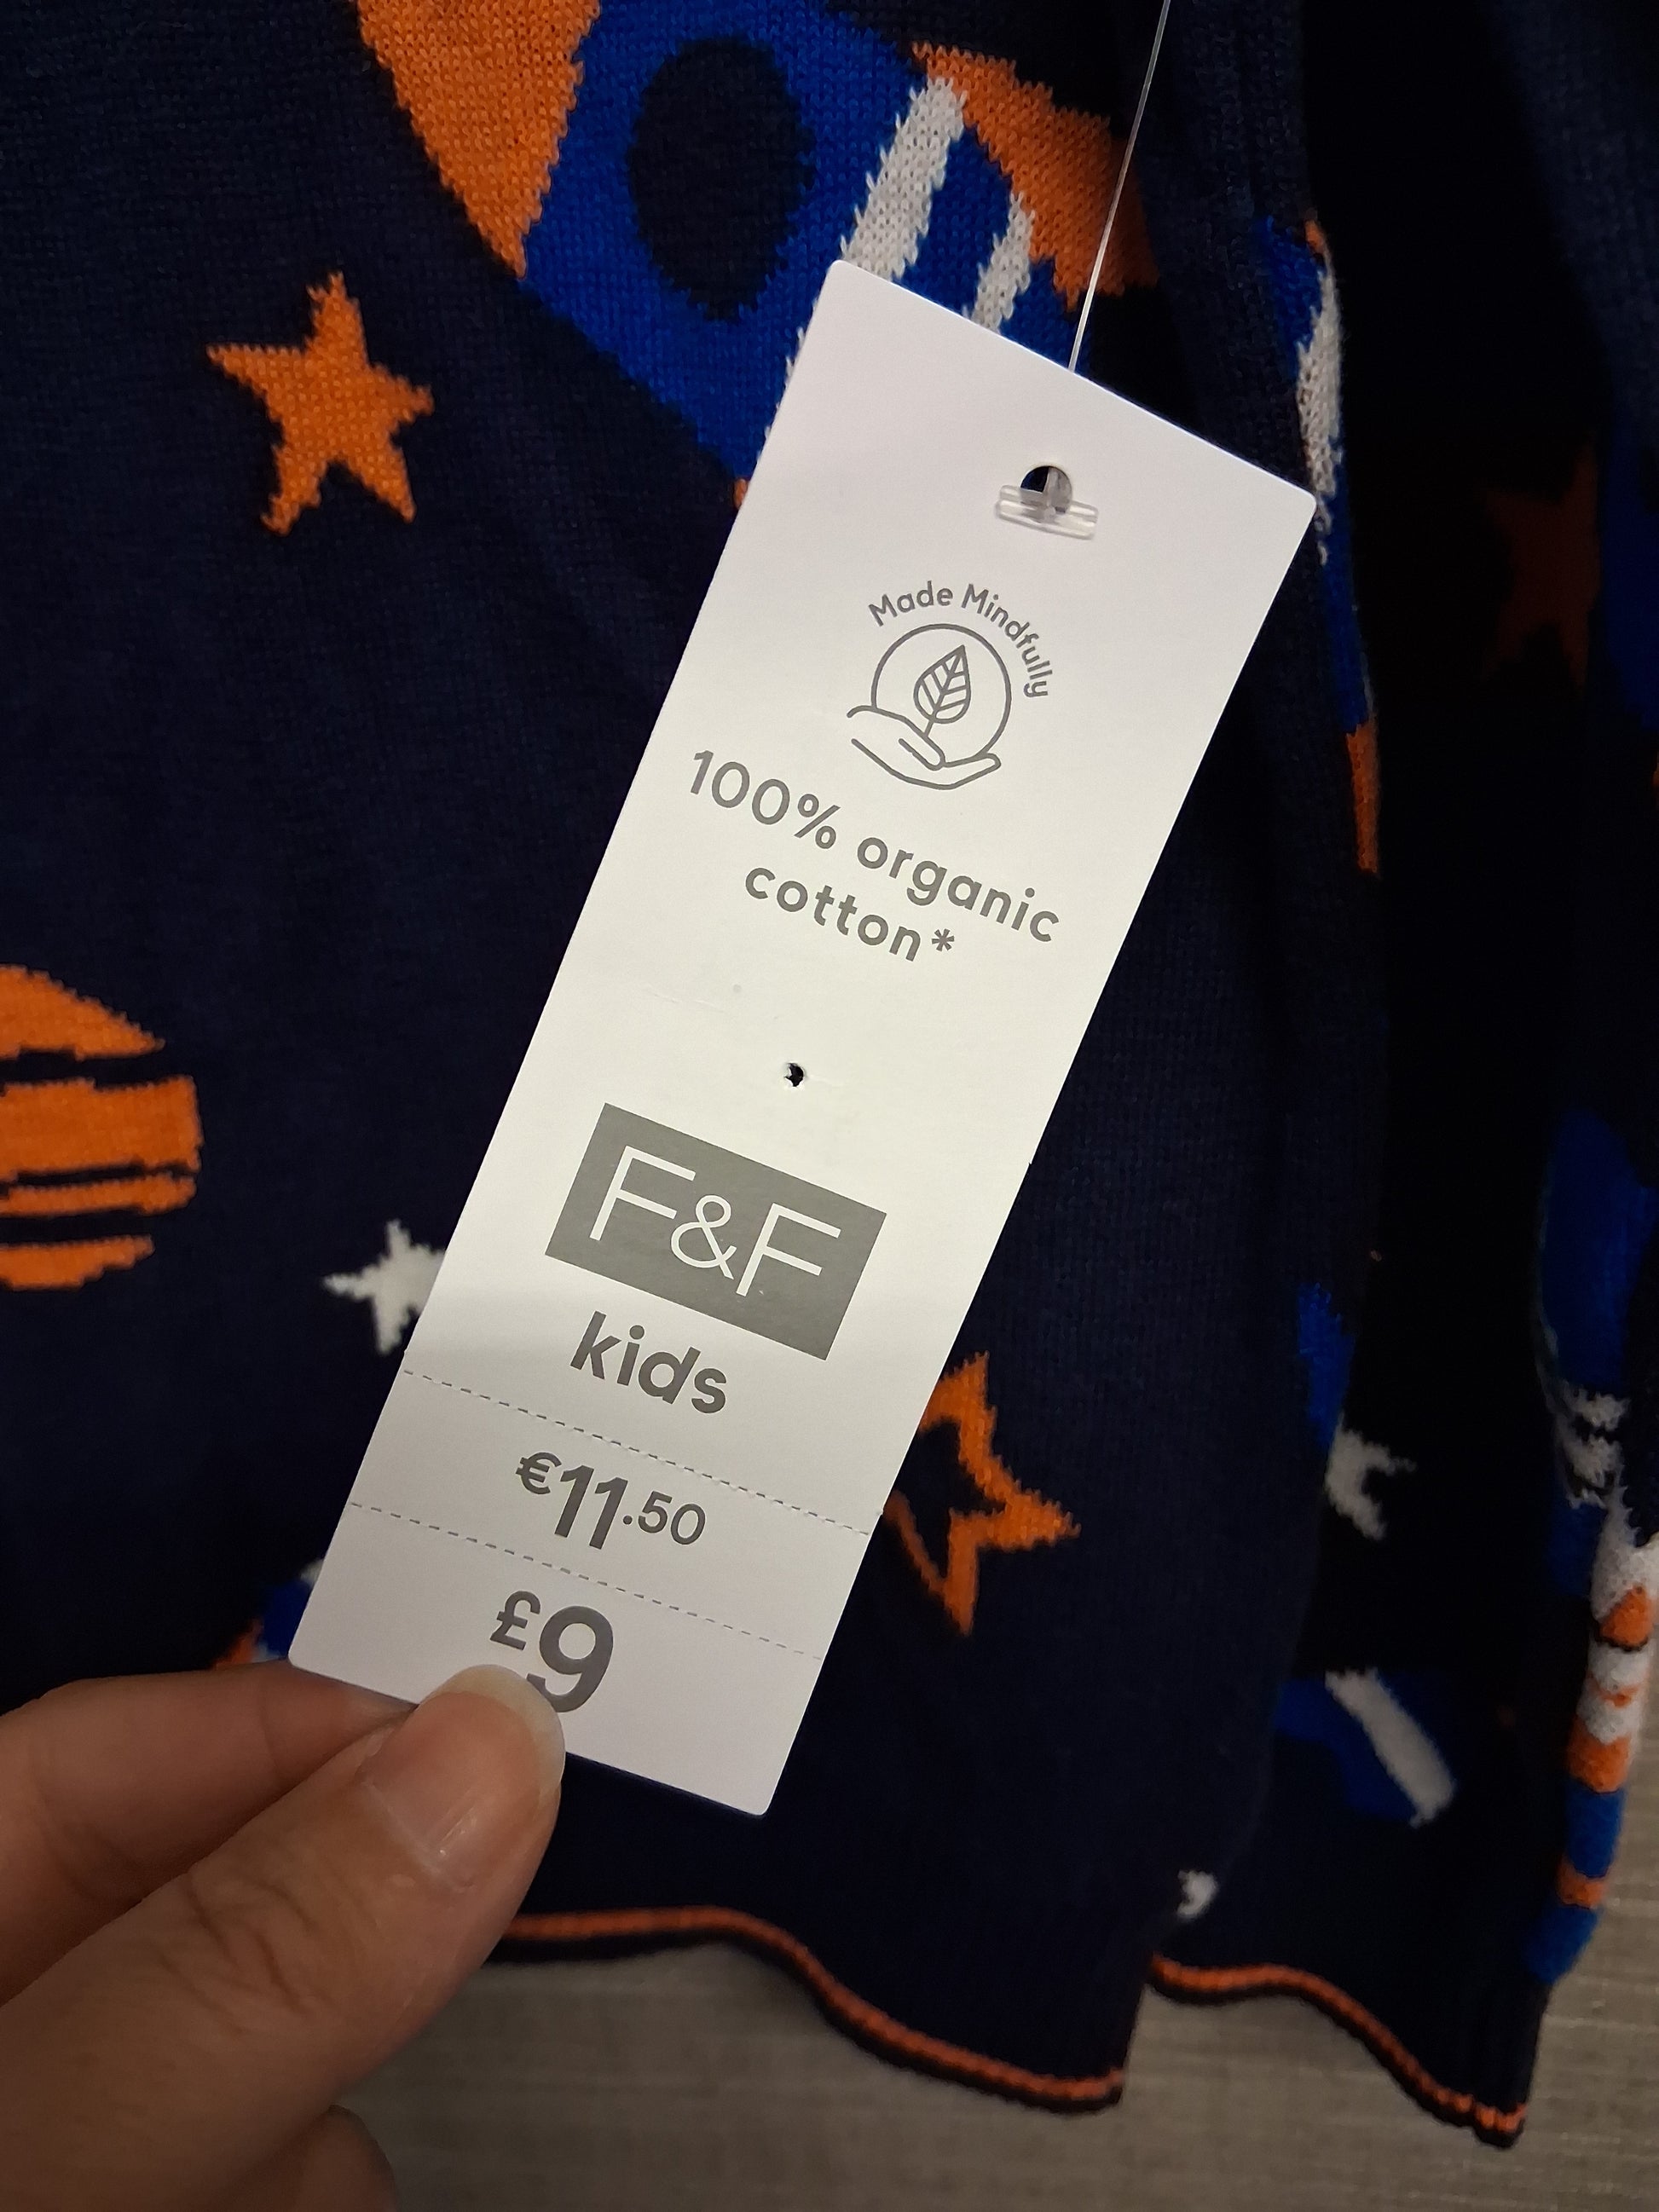 Made Mindfully
100% organic
cotton*
F&F
kids
€11.50
£9